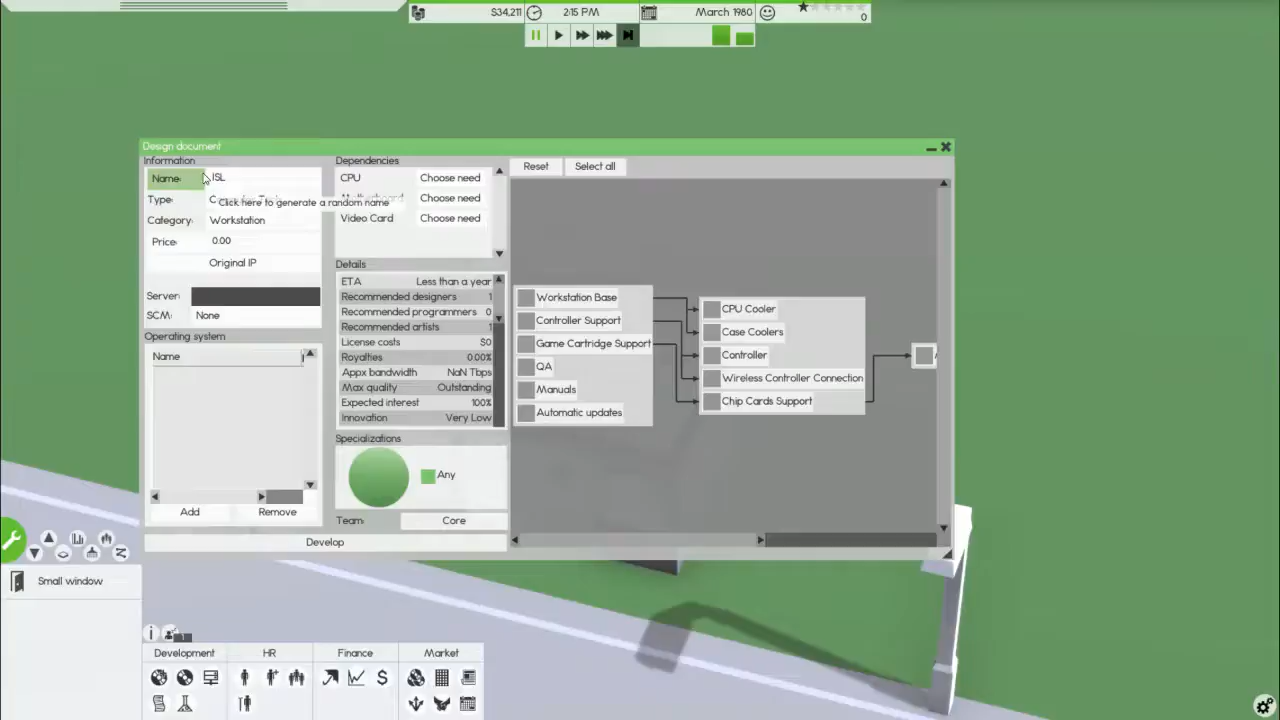 $34,211 2:15 PM March 1980 0
Design document
Information
Name: ISL
Type:
Click here to generate a random name
Category: Workstation
Price: 0.00
Original IP
Server:
SCM: None
Operating system
Name
Add Remove
Dependencies
CPU Choose need
Motherboard Choose need
Video Card Choose need
Details
ETA Less than a year
Recommended designers 1
Recommended programmers 0
Recommended artists 1
License costs $0
Royalties 0.00%
Appx bandwidth NaN Tbps
Max quality Outstanding
Expected interest 100%
Innovation Very Low
Specializations
Any
Team: Core
Develop
Reset Select all
Workstation Base
Controller Support
Game Cartridge Support
QA
Manuals
Automatic updates
CPU Cooler
Case Coolers
Controller
Wireless Controller Connection
Chip Cards Support
Small window
Development HR Finance Market